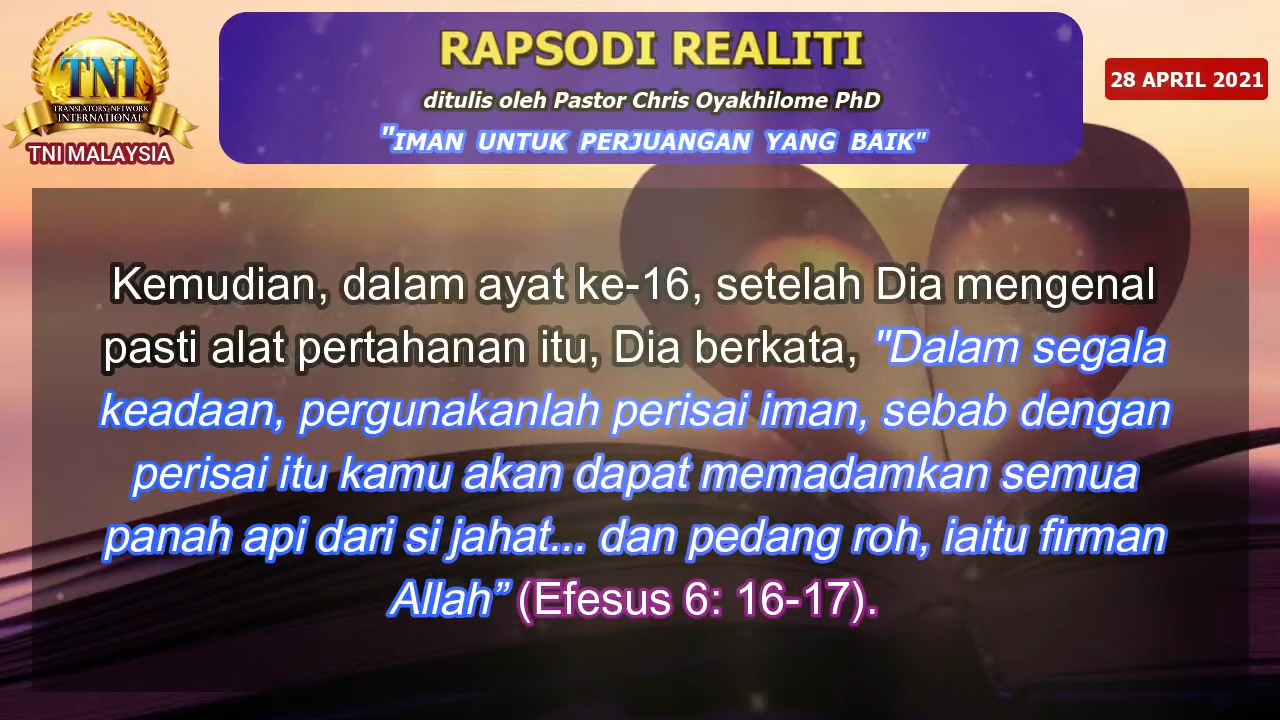 TNI
TRANSLATORS' NETWORK
INTERNATIONAL
TNI MALAYSIA
RAPSODI REALITI
ditulis oleh Pastor Chris Oyakhilome PhD
"IMAN UNTUK PERJUANGAN YANG BAIK"
28 APRIL 2021
Kemudian, dalam ayat ke-16, setelah Dia mengenal
pasti alat pertahanan itu, Dia berkata, "Dalam segala
keadaan, pergunakanlah perisai iman, sebab dengan
perisai itu kamu akan dapat memadamkan semua
panah api dari si jahat... dan pedang roh, iaitu firman
Allah” (Efesus 6: 16-17).